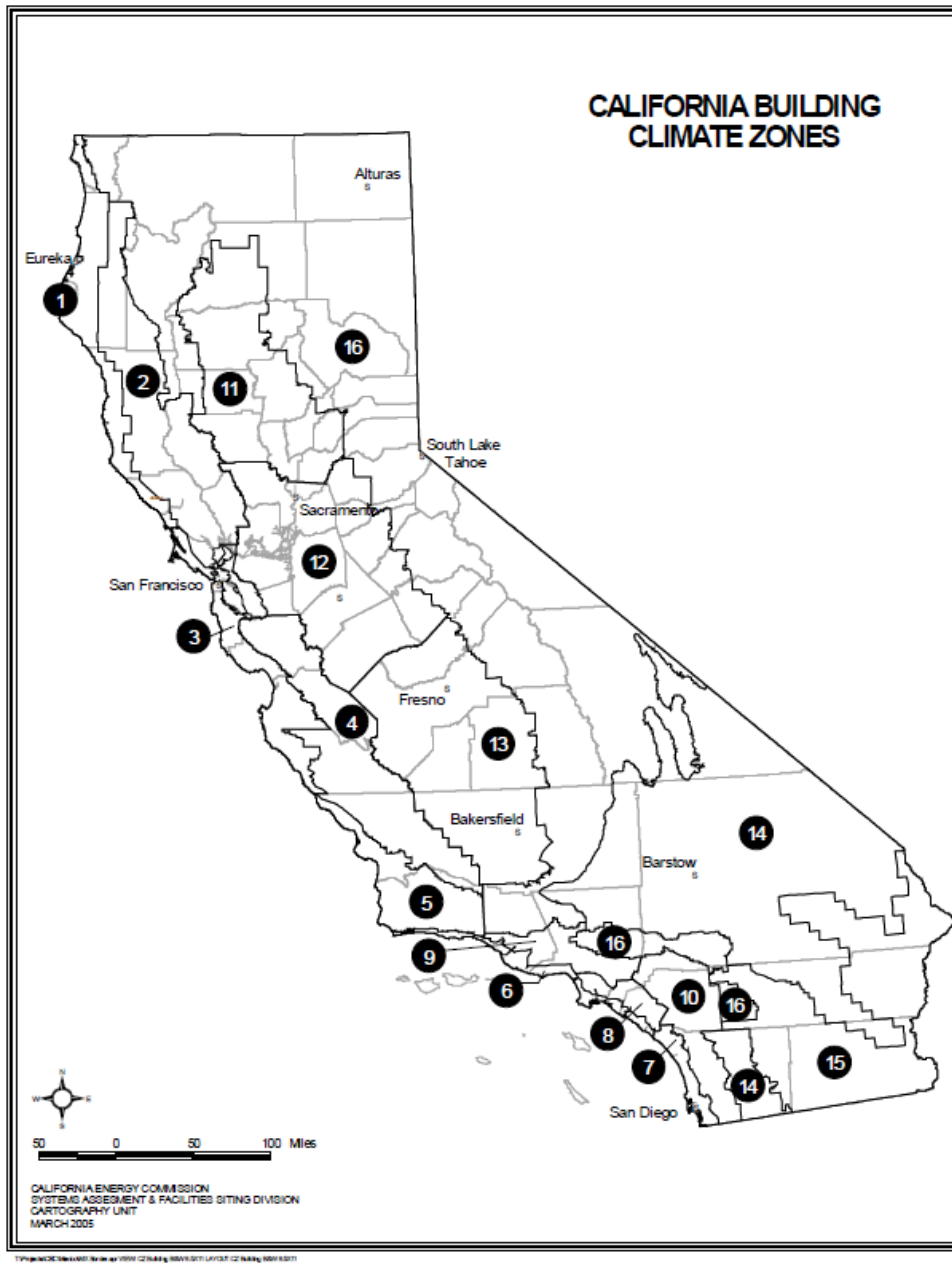 CALIFORNIA BUILDING
CLIMATE ZONES
Alturas
S
Eureka
1
16
2
11
South Lake
Tahoe
S
S
Sacramento
12
San Francisco
S
S
3
Fresno
S
4
13
Bakersfield
S
14
Barstow
S
5
9
16
6
10
16
8
7
15
14
San Diego
S
N
W
E
S
50 0 50 100 Miles
CALIFORNIA ENERGY COMMISSION
SYSTEMS ASSESMENT & FACILITIES SITING DIVISION
CARTOGRAPHY UNIT
MARCH 2005